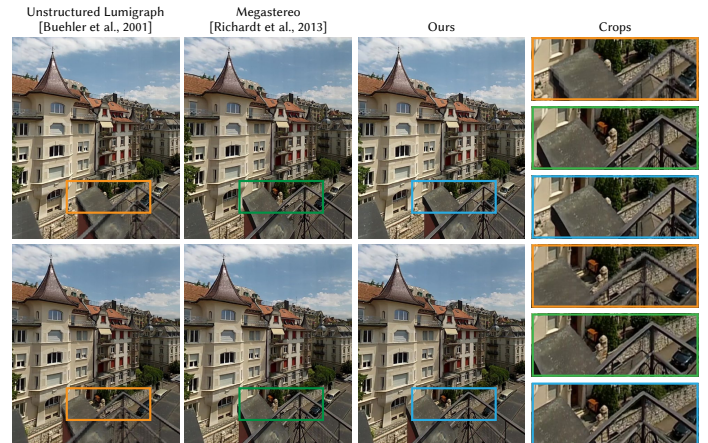 Unstructured Lumigraph
[Buehler et al., 2001]
Megastereo
[Richardt et al., 2013]
Ours
Crops